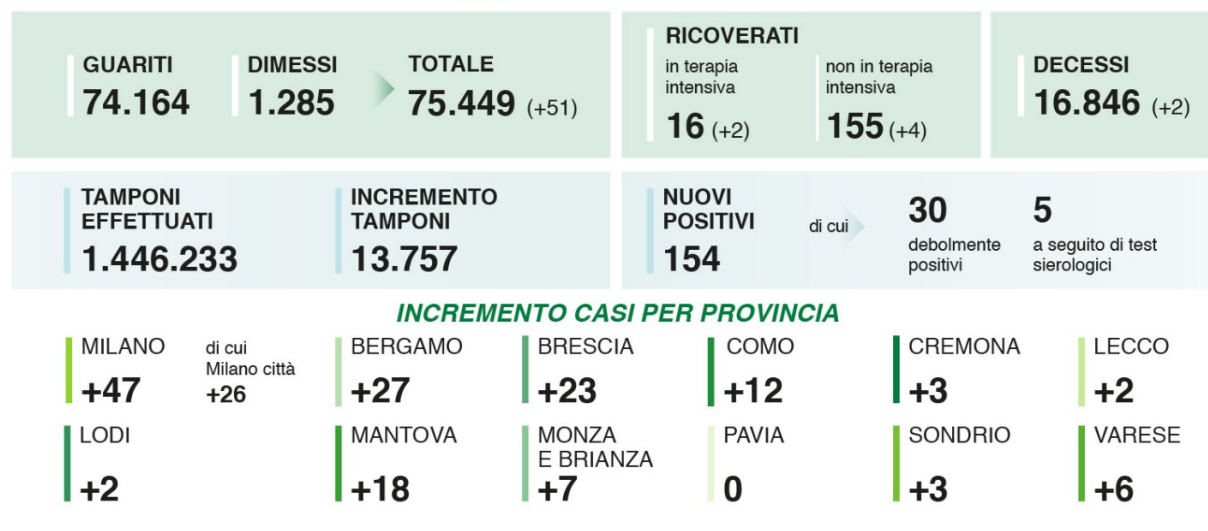 GUARITI
74.164
DIMESSI
1.285
TOTALE
75.449 (+51)
RICOVERATI
in terapia
intensiva
16 (+2)
non in terapia
intensiva
155 (+4)
DECESSI
16.846 (+2)
TAMPONI
EFFETTUATI
1.446.233
INCREMENTO
TAMPONI
13.757
NUOVI
POSITIVI
154
di cui
30
debolmente
positivi
5
a seguito di test
sierologici
INCREMENTO CASI PER PROVINCIA
MILANO
+47
di cui
Milano città
+26
BERGAMO
+27
BRESCIA
+23
COMO
+12
CREMONA
+3
LECCO
+2
LODI
+2
MANTOVA
+18
MONZA
E BRIANZA
+7
PAVIA
0
SONDRIO
+3
VARESE
+6